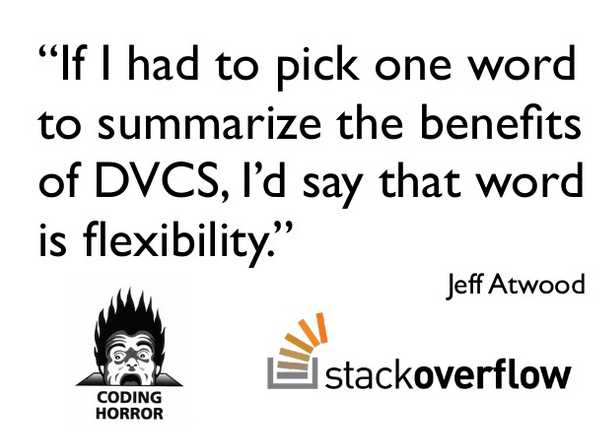 “If I had to pick one word
to summarize the benefits
of DVCS, I’d say that word
is flexibility.”
Jeff Atwood
stackoverflow
CODING
HORROR